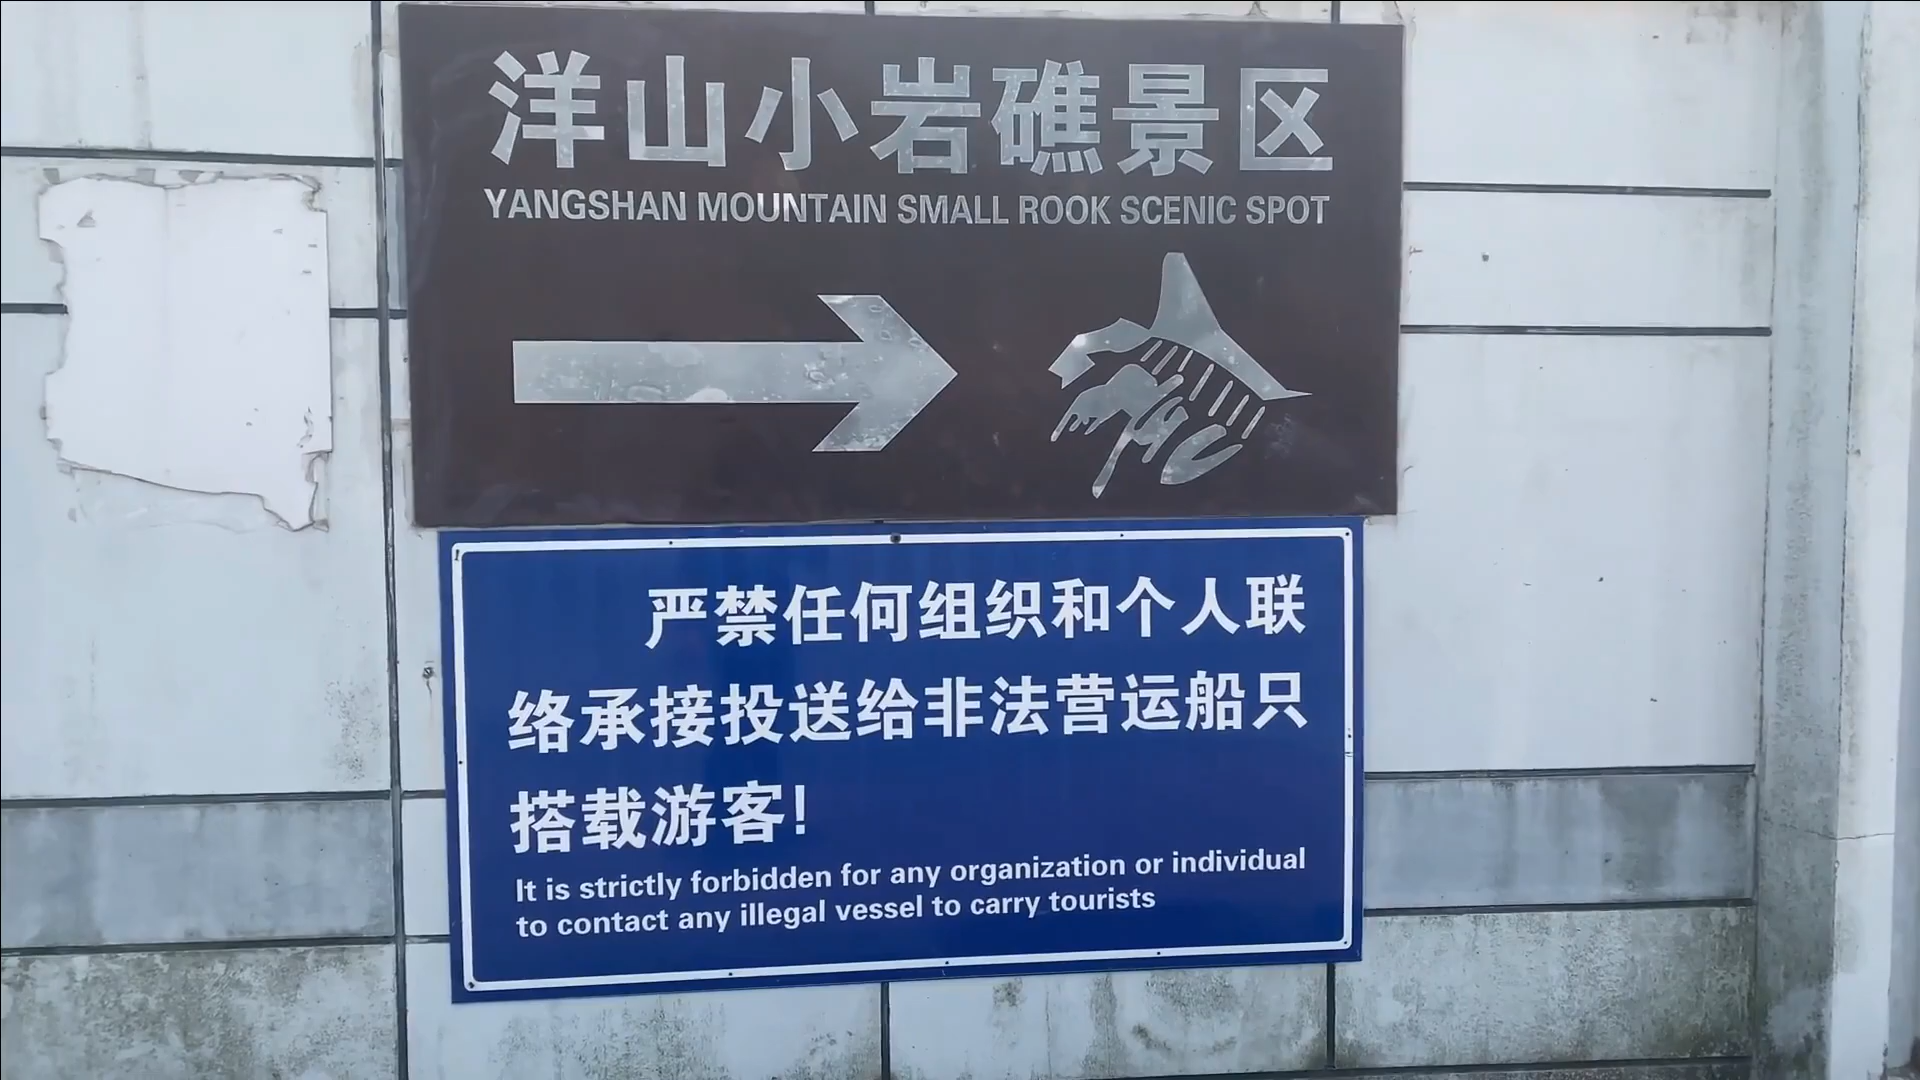 洋山小岩礁景区
YANGSHAN MOUNTAIN SMALL ROOK SCENIC SPOT
严禁任何组织和个人联
络承接投送给非法营运船只
搭载游客!
It is strictly forbidden for any organization or individual
to contact any illegal vessel to carry tourists